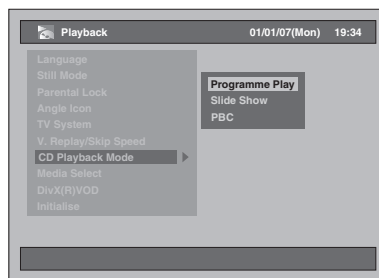 Playback 01/01/07(Mon) 19:34
Language
Still Mode
Parental Lock
Angle Icon
TV System
V. Replay/Skip Speed
CD Playback Mode
Media Select
DivX(R)VOD
Initialise
Programme Play
Slide Show
PBC